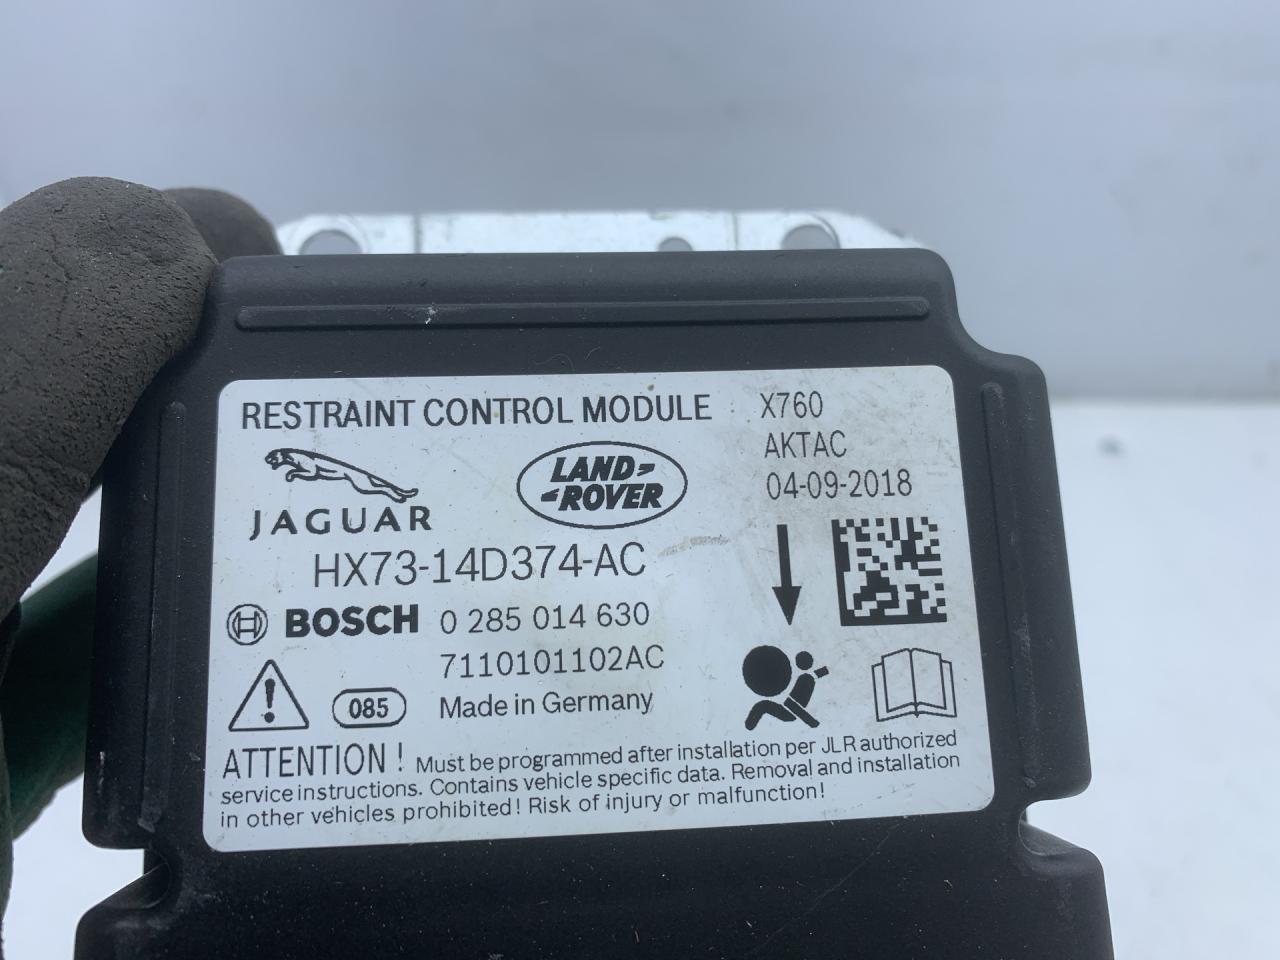 RESTRAINT CONTROL MODULE
X760
AKTAC
04-09-2018
JAGUAR
LAND-
-ROVER
HX73-14D374-AC
BOSCH 0 285 014 630
7110101102AC
085 Made in Germany
ATTENTION ! Must be programmed after installation per JLR authorized
service instructions. Contains vehicle specific data. Removal and installation
in other vehicles prohibited! Risk of injury or malfunction!